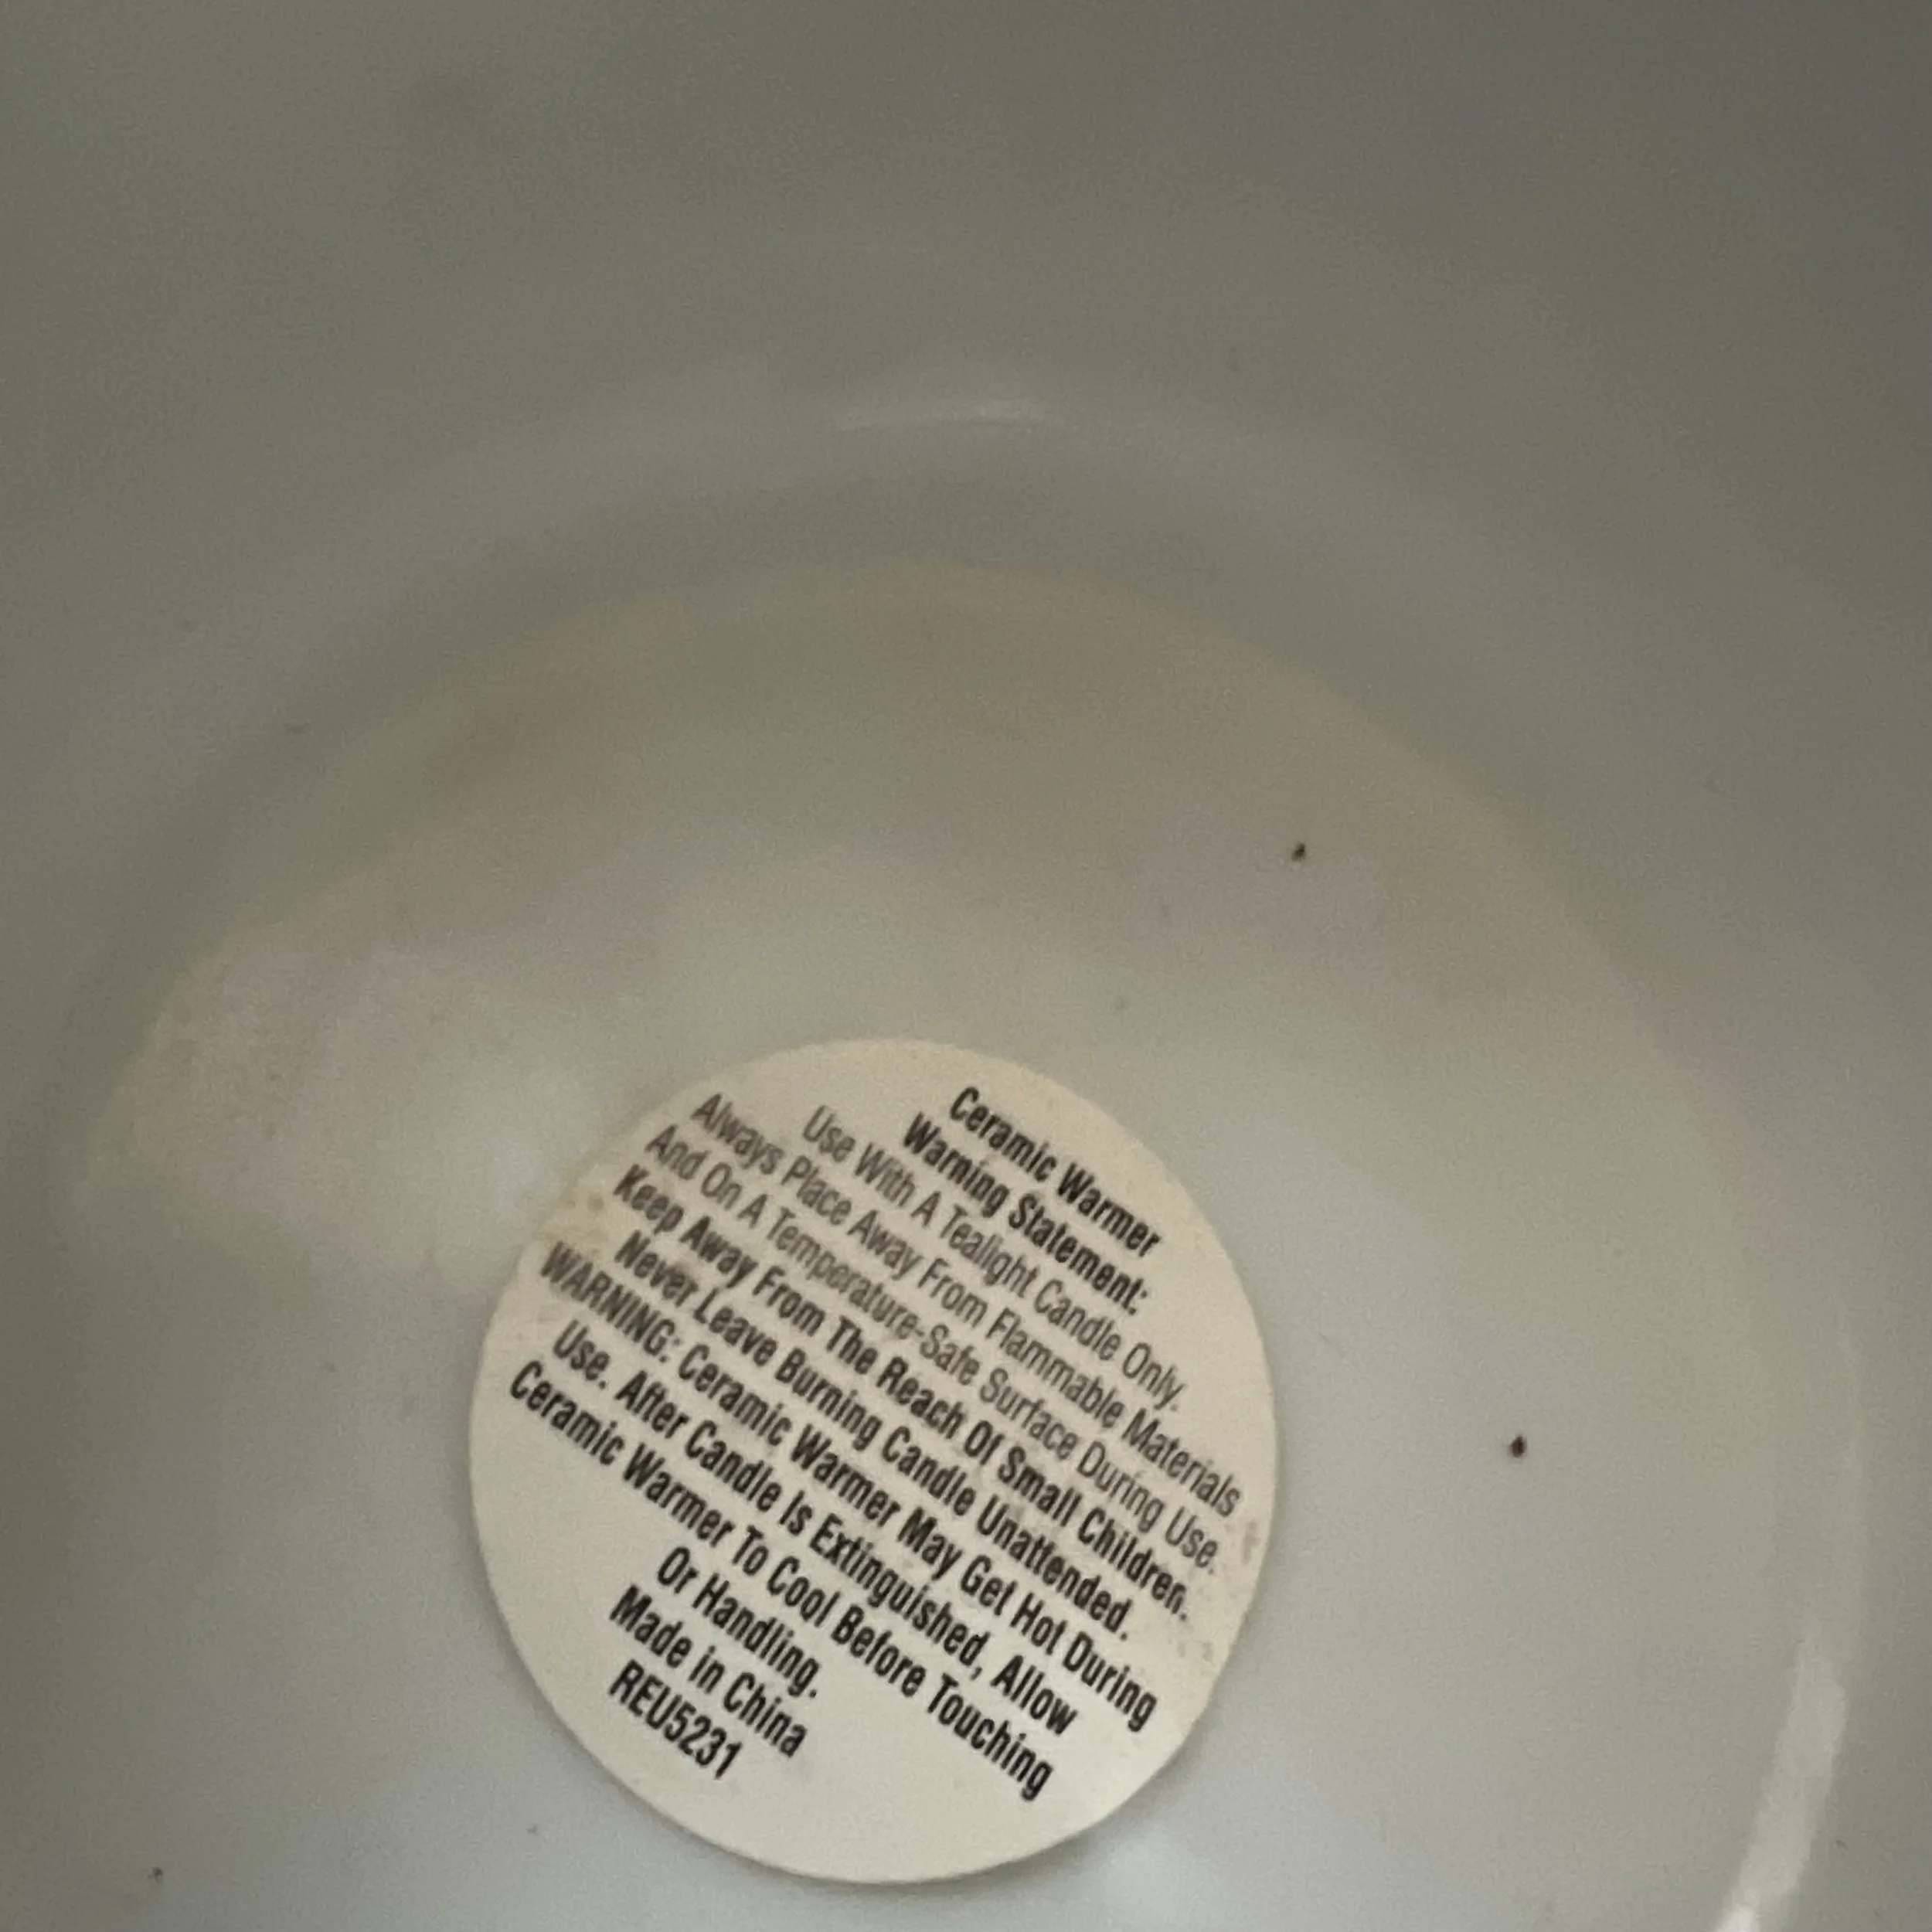 Ceramic Warmer
Warning Statement:
Use With A Tealight Candle Only.
Always Place Away From Flammable Materials
And On A Temperature-Safe Surface During Use.
Keep Away From The Reach Of Small Children.
Never Leave Burning Candle Unattended.
WARNING: Ceramic Warmer May Get Hot During
Use. After Candle Is Extinguished, Allow
Ceramic Warmer To Cool Before Touching
Or Handling.
Made in China
REU5231